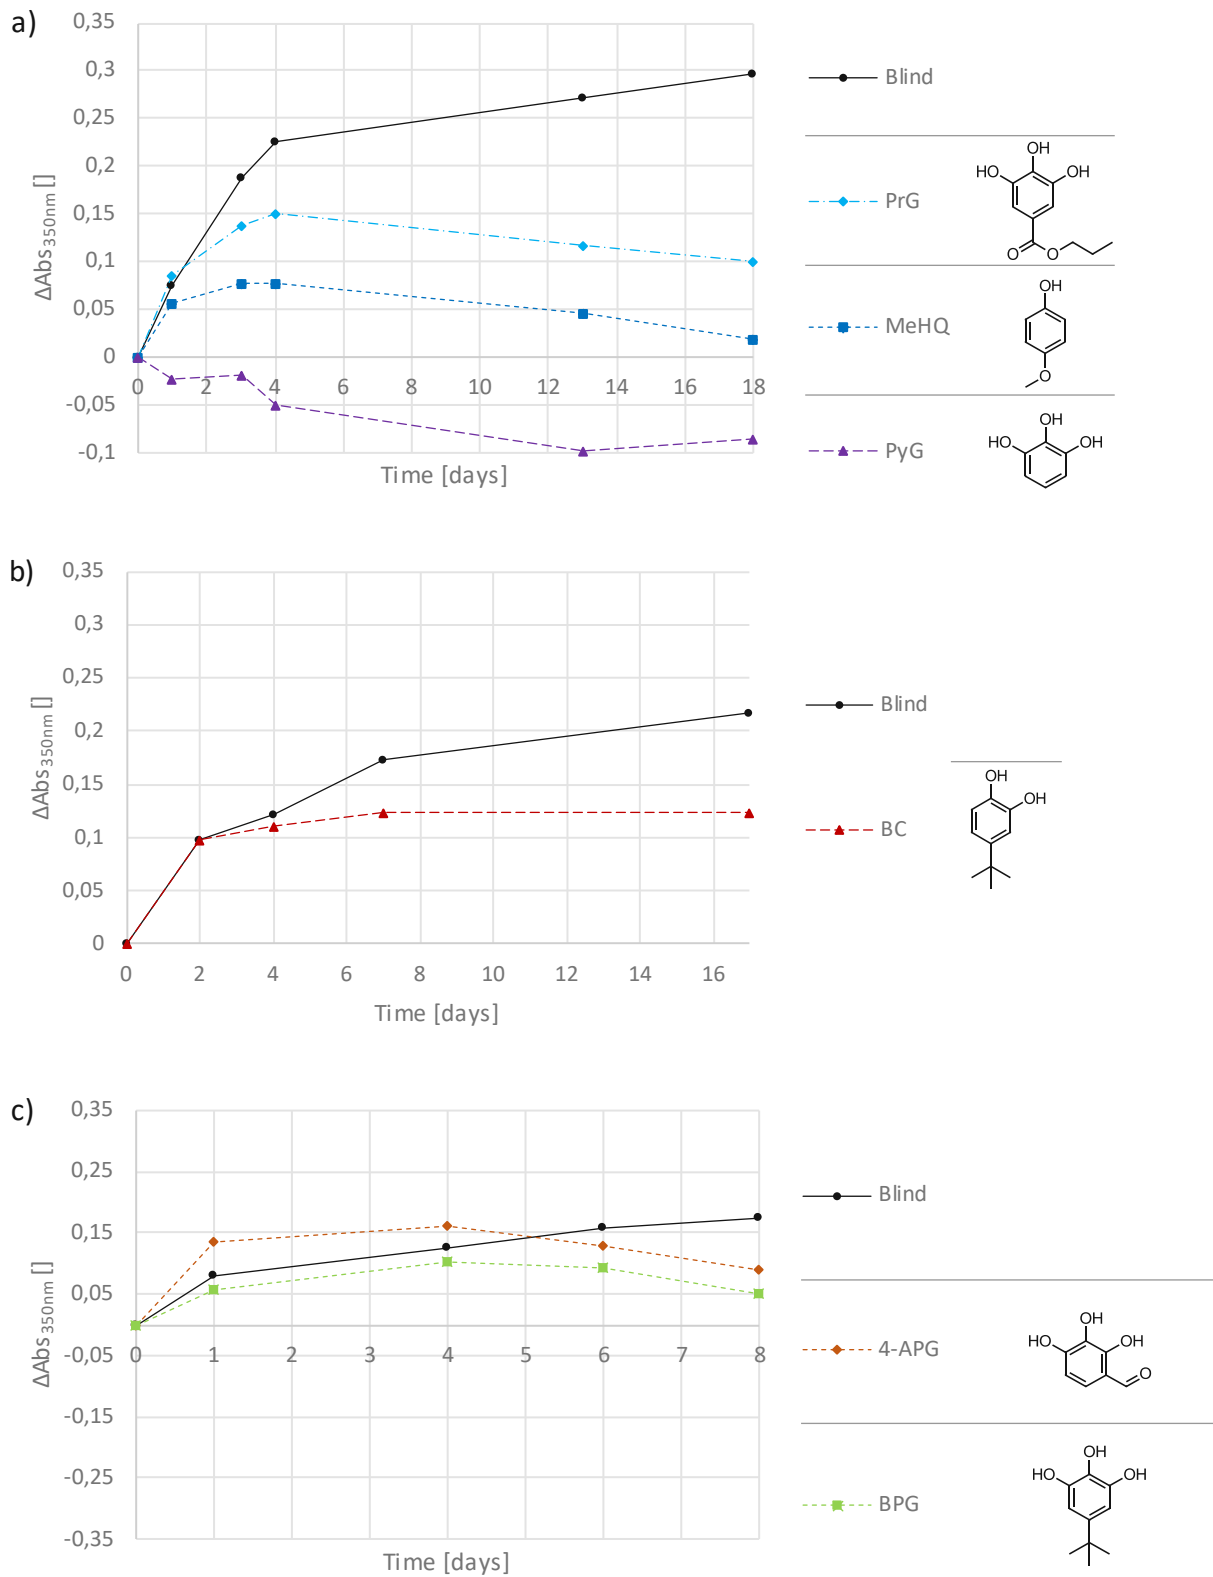 a)
0,35
0,3
0,25
0,2
0,15
0,1
0,05
0
-0,05
-0,1
ΔAbs350nm []
0 2 4 6 8 10 12 14 16 18
Time [days]
Blind
PrG
OH
HO OH
O O
MeHQ
OH
O
PyG
OH
HO OH
b)
0,35
0,3
0,25
0,2
0,15
0,1
0,05
0
ΔAbs350nm []
0 2 4 6 8 10 12 14 16
Time [days]
Blind
BC
OH
OH
c)
0,35
0,25
0,15
0,05
-0,05
-0,15
-0,25
-0,35
ΔAbs350nm []
0 1 2 3 4 5 6 7 8
Time [days]
Blind
4-APG
OH
HO OH
O
BPG
OH
HO OH